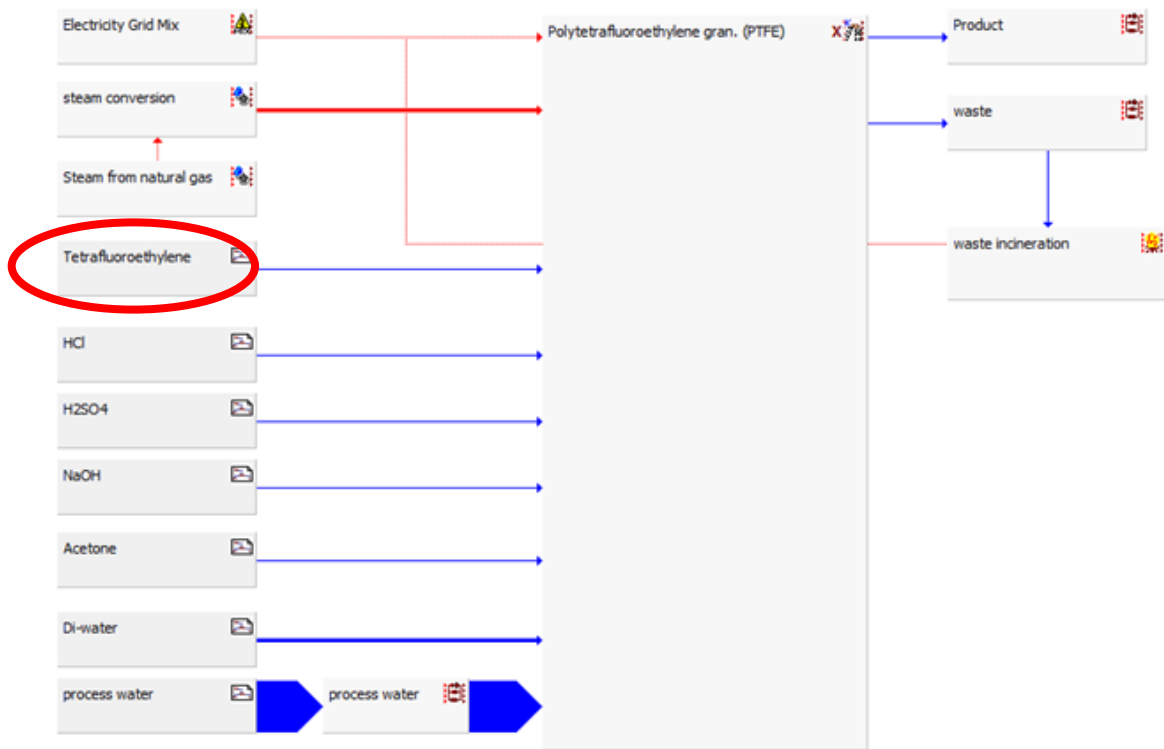 Electricity Grid Mix
Polytetrafluoroethylene gran. (PTFE)
X
Product
steam conversion
waste
Steam from natural gas
Tetrafluoroethylene
waste incineration
HCl
H2SO4
NaOH
Acetone
Di-water
process water
process water